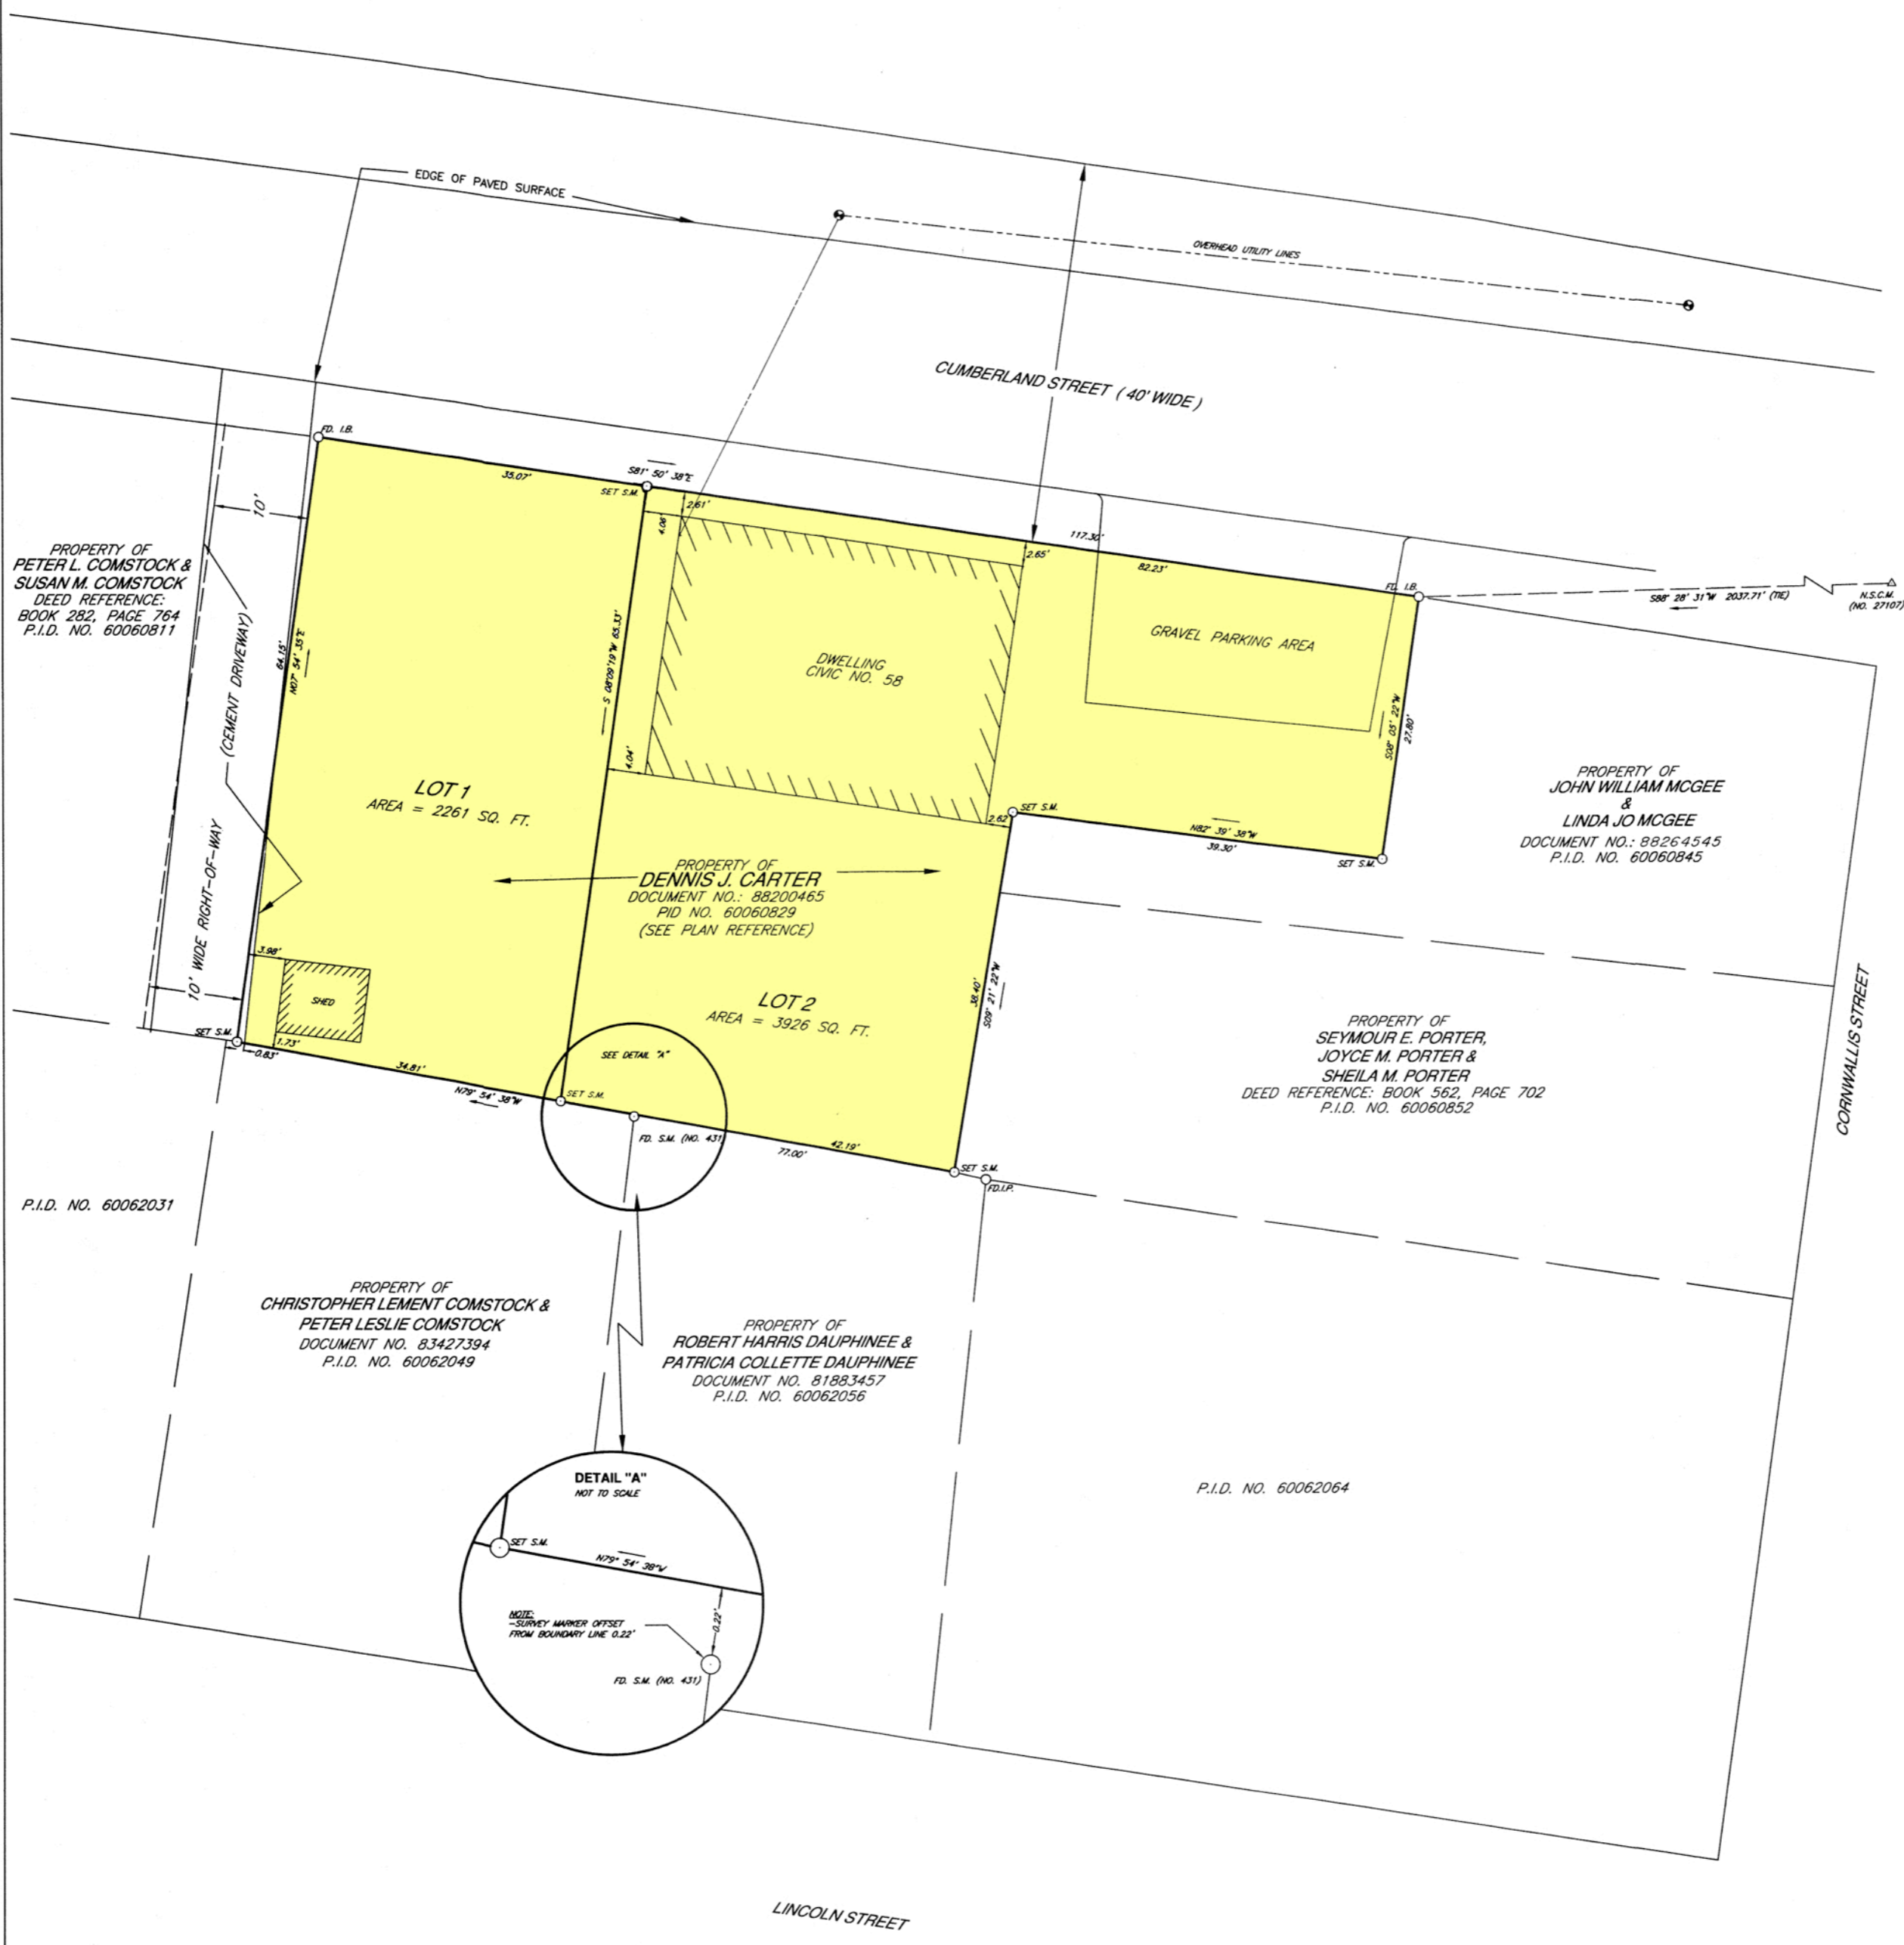 EDGE OF PAVED SURFACE
OVERHEAD UTILITY LINES
CUMBERLAND STREET ( 40' WIDE )
FD. I.B.
35.07'
S81° 50' 38"E
SET S.M.
2.61'
4.06'
117.30'
2.65'
82.23'
FD. I.B.
S88° 28' 31"W 2037.71' (TIE)
N.S.C.M.
(NO. 27107)
10'
PROPERTY OF
PETER L. COMSTOCK &
SUSAN M. COMSTOCK
DEED REFERENCE:
BOOK 282, PAGE 764
P.I.D. NO. 60060811
(CEMENT DRIVEWAY)
64.15'
N07° 54' 35"E
S 08°09'19"W 65.33'
DWELLING
CIVIC NO. 58
GRAVEL PARKING AREA
S08° 05' 22"W
27.80'
4.04'
LOT 1
AREA = 2261 SQ. FT.
2.62'
SET S.M.
N82° 39' 38"W
39.30'
SET S.M.
PROPERTY OF
JOHN WILLIAM MCGEE
&
LINDA JO MCGEE
DOCUMENT NO.: 88264545
P.I.D. NO. 60060845
10' WIDE RIGHT-OF-WAY
PROPERTY OF
DENNIS J. CARTER
DOCUMENT NO.: 88200465
PID NO. 60060829
(SEE PLAN REFERENCE)
3.98'
SHED
LOT 2
AREA = 3926 SQ. FT.
38.40'
S09° 21' 22"W
CORNWALLIS STREET
PROPERTY OF
SEYMOUR E. PORTER,
JOYCE M. PORTER &
SHEILA M. PORTER
DEED REFERENCE: BOOK 562, PAGE 702
P.I.D. NO. 60060852
SET S.M.
0.83'
1.73'
34.81'
N79° 54' 38"W
SEE DETAIL "A"
SET S.M.
FD. S.M. (NO. 431)
77.00'
42.19'
SET S.M.
FD.I.P.
P.I.D. NO. 60062031
PROPERTY OF
CHRISTOPHER LEMENT COMSTOCK &
PETER LESLIE COMSTOCK
DOCUMENT NO. 83427394
P.I.D. NO. 60062049
PROPERTY OF
ROBERT HARRIS DAUPHINEE &
PATRICIA COLLETTE DAUPHINEE
DOCUMENT NO. 81883457
P.I.D. NO. 60062056
P.I.D. NO. 60062064
DETAIL "A"
NOT TO SCALE
SET S.M.
N79° 54' 38"W
NOTE:
-SURVEY MARKER OFFSET
FROM BOUNDARY LINE 0.22'
0.22'
FD. S.M. (NO. 431)
LINCOLN STREET